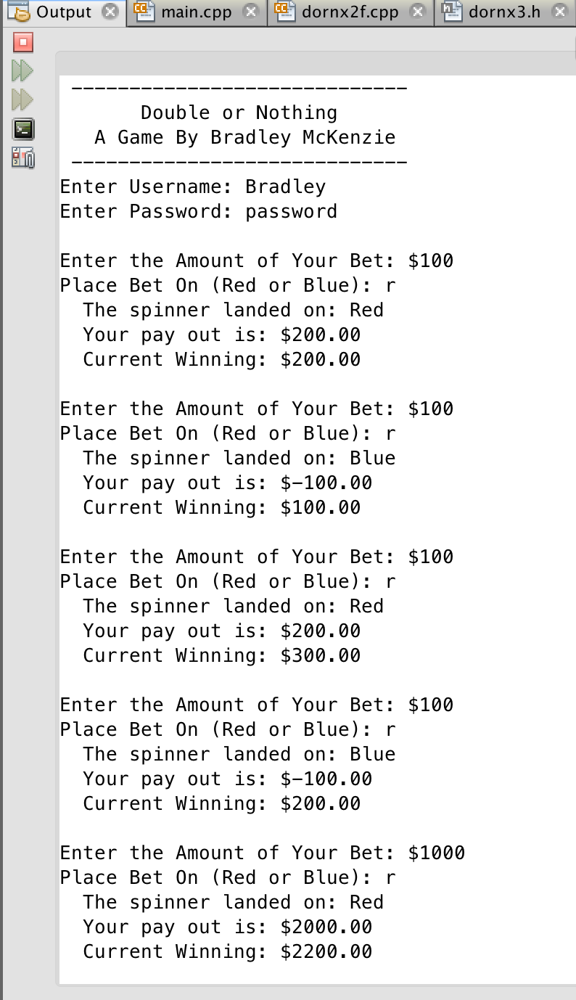 Output main.cpp dornx2f.cpp dornx3.h
-----------------------------
Double or Nothing
A Game By Bradley McKenzie
-----------------------------
Enter Username: Bradley
Enter Password: password

Enter the Amount of Your Bet: $100
Place Bet On (Red or Blue): r
The spinner landed on: Red
Your pay out is: $200.00
Current Winning: $200.00

Enter the Amount of Your Bet: $100
Place Bet On (Red or Blue): r
The spinner landed on: Blue
Your pay out is: $-100.00
Current Winning: $100.00

Enter the Amount of Your Bet: $100
Place Bet On (Red or Blue): r
The spinner landed on: Red
Your pay out is: $200.00
Current Winning: $300.00

Enter the Amount of Your Bet: $100
Place Bet On (Red or Blue): r
The spinner landed on: Blue
Your pay out is: $-100.00
Current Winning: $200.00

Enter the Amount of Your Bet: $1000
Place Bet On (Red or Blue): r
The spinner landed on: Red
Your pay out is: $2000.00
Current Winning: $2200.00